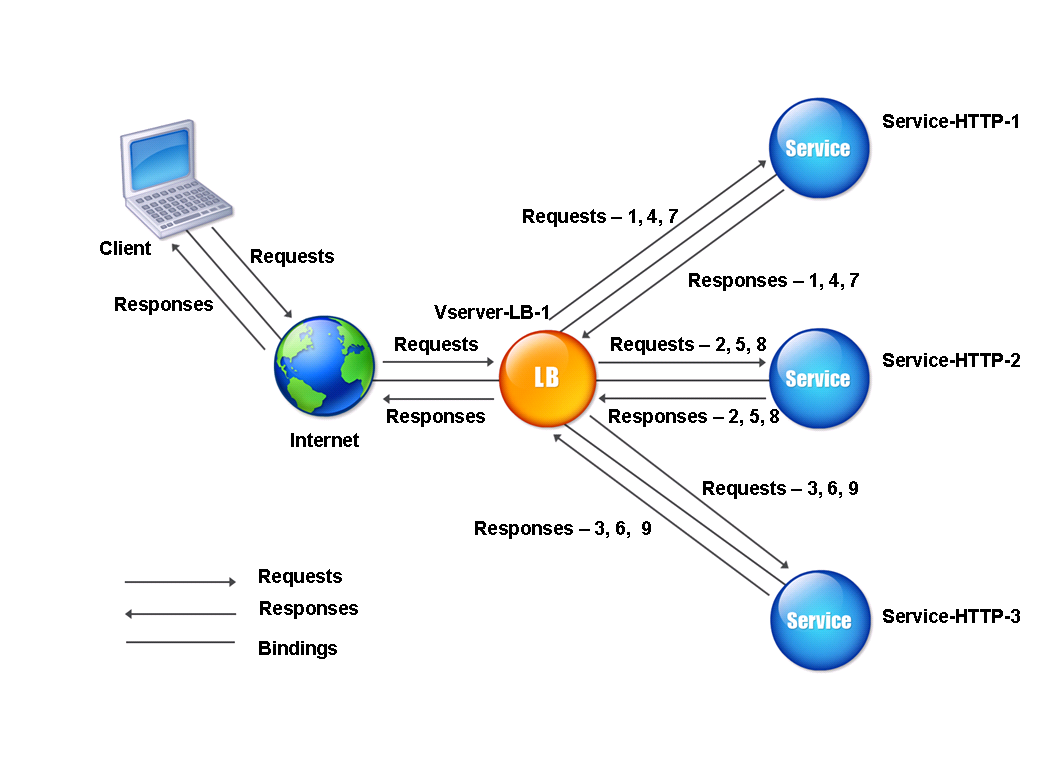 Service-HTTP-1
Service
Requests – 1, 4, 7
Client
Requests
Responses – 1, 4, 7
Responses
Vserver-LB-1
Requests
Requests – 2, 5, 8
Service-HTTP-2
LB
Service
Responses
Responses – 2, 5, 8
Internet
Requests – 3, 6, 9
Responses – 3, 6,  9
Requests
Responses
Service
Service-HTTP-3
Bindings